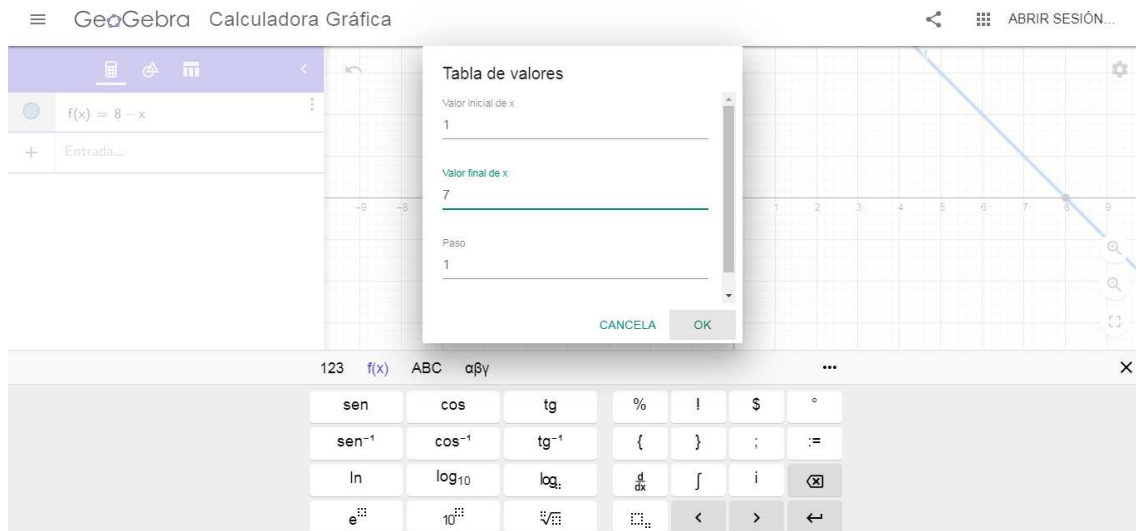 GeoGebra Calculadora Gráfica
ABRIR SESIÓN...
f(x) = 8 − x
+ Entrada...
Tabla de valores
Valor inicial de x
1
Valor final de x
7
Paso
1
CANCELA OK
f
−9 −8 1 2 3 4 5 6 7 8 9
123 f(x) ABC αβγ ...
sen cos tg % ! $ °
sen⁻¹ cos⁻¹ tg⁻¹ { } ; :=
ln log₁₀ log d/dx ∫ i
e 10 √ < >